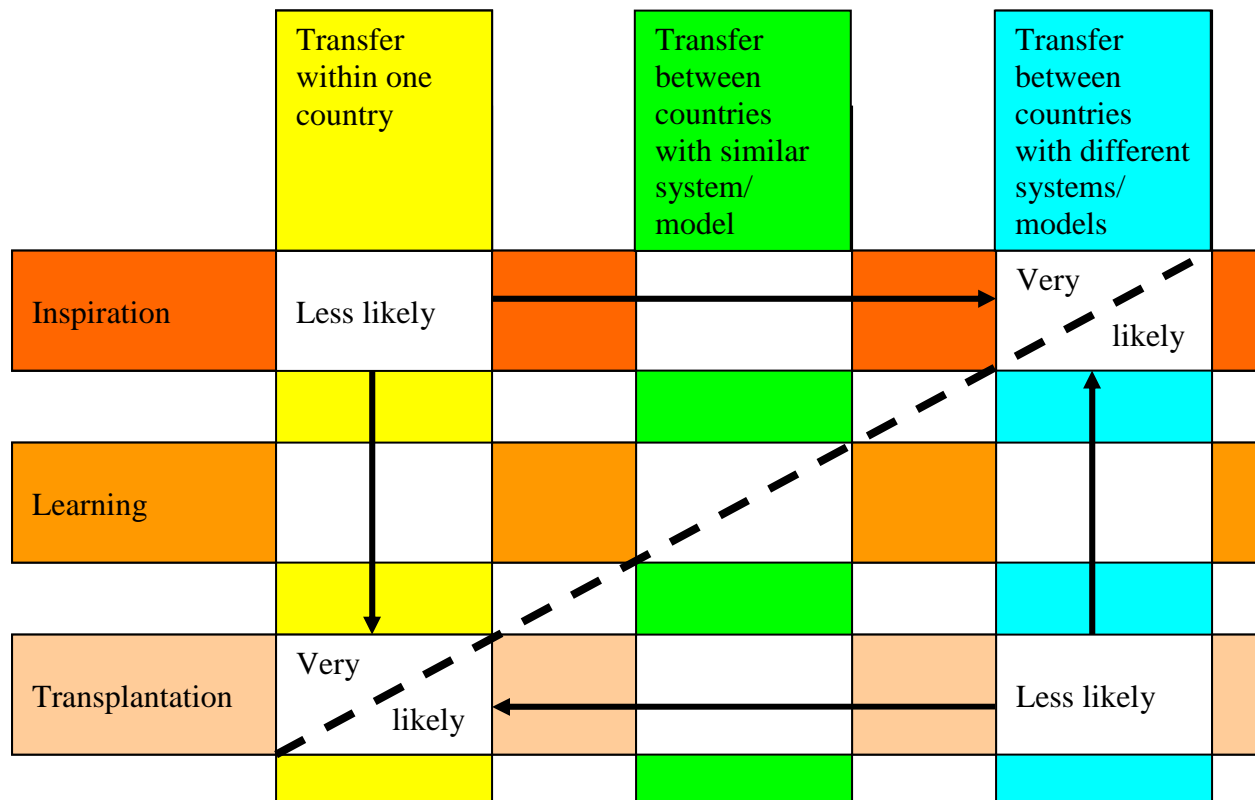 Transfer
within one
country
Transfer
between
countries
with similar
system/
model
Transfer
between
countries
with different
systems/
models
Inspiration
Less likely
Very
likely
Learning
Transplantation
Very
likely
Less likely